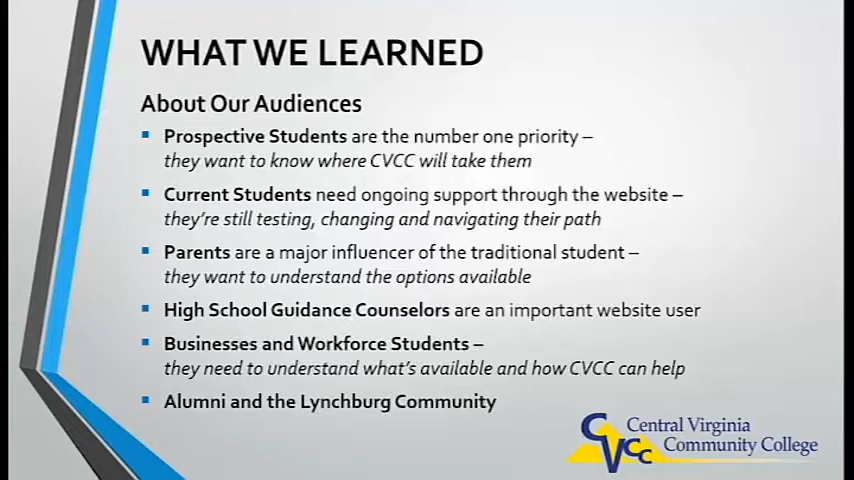 WHAT WE LEARNED
About Our Audiences
▪ Prospective Students are the number one priority –
they want to know where CVCC will take them
▪ Current Students need ongoing support through the website –
they're still testing, changing and navigating their path
▪ Parents are a major influencer of the traditional student –
they want to understand the options available
▪ High School Guidance Counselors are an important website user
▪ Businesses and Workforce Students –
they need to understand what's available and how CVCC can help
▪ Alumni and the Lynchburg Community
CVCC Central Virginia
Community College